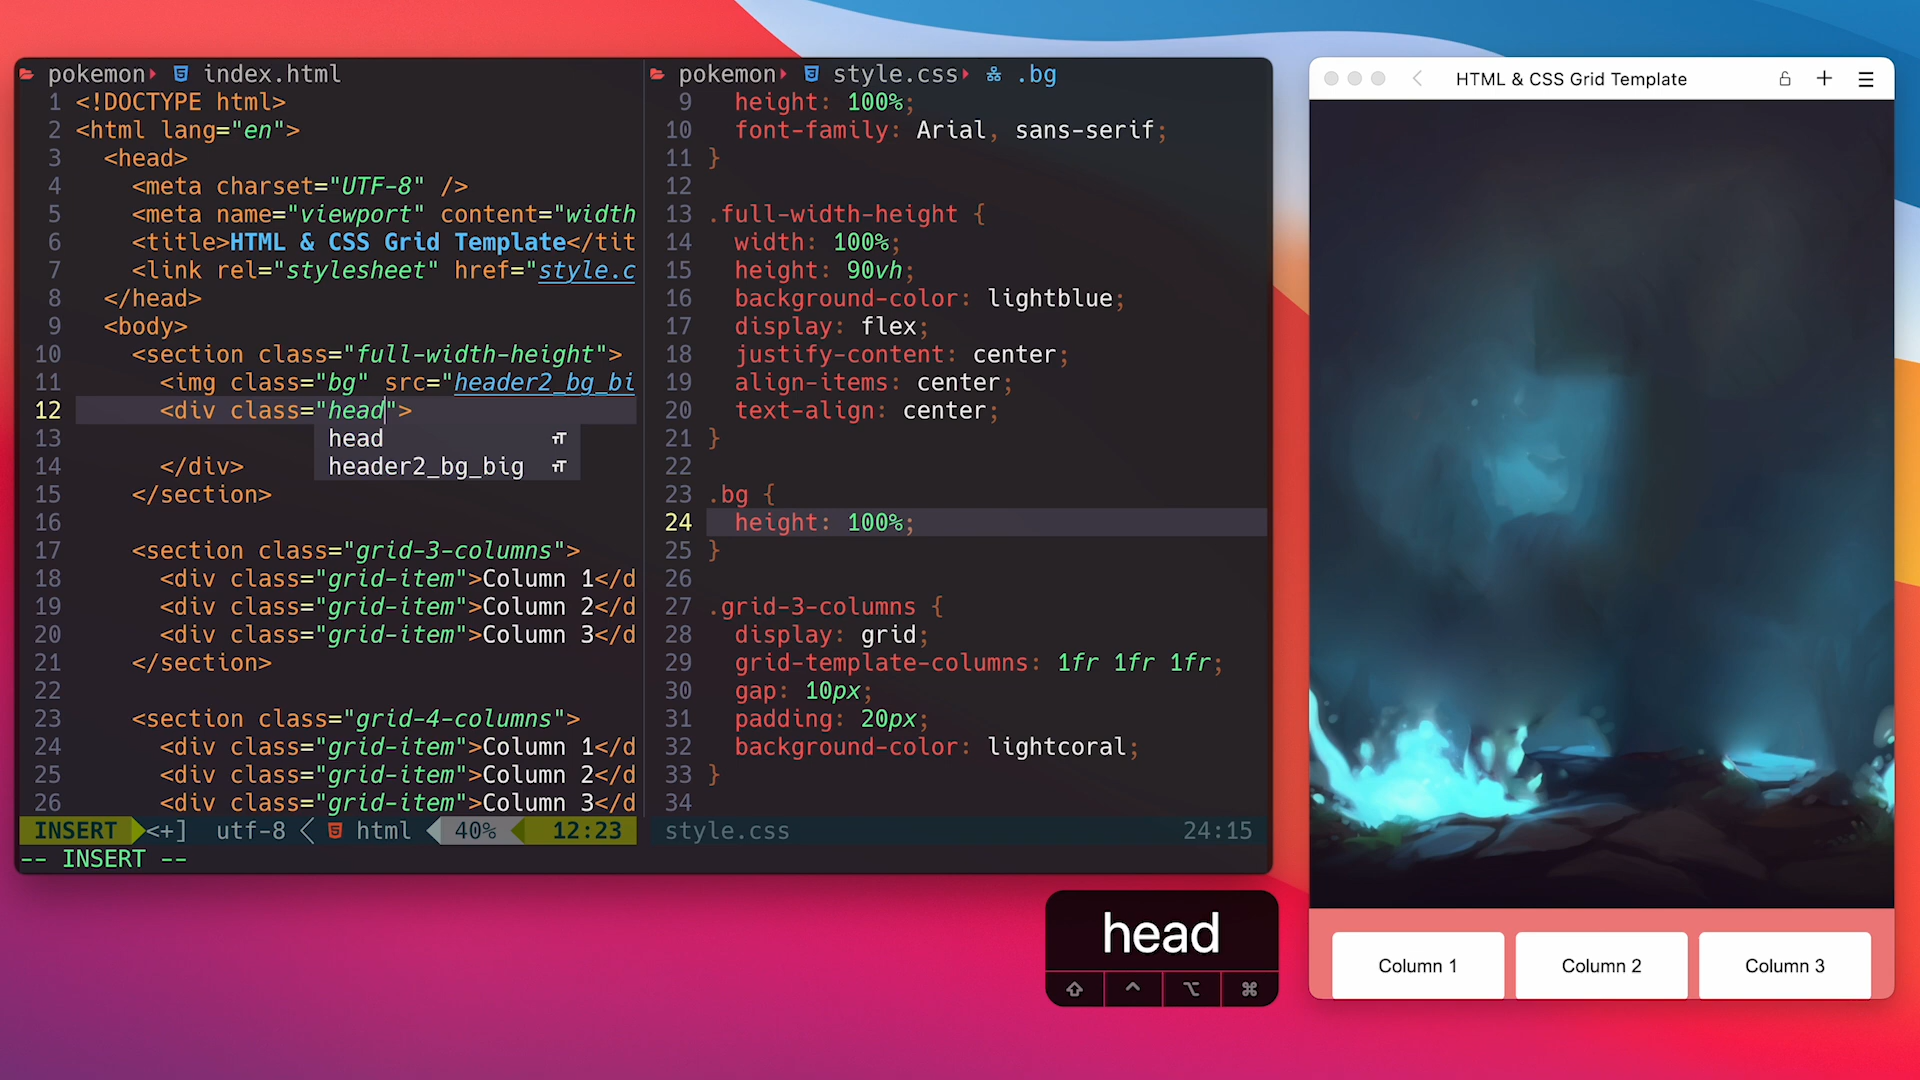 pokemon index.html
1 <!DOCTYPE html>
2 <html lang="en">
3 <head>
4 <meta charset="UTF-8" />
5 <meta name="viewport" content="width
6 <title>HTML & CSS Grid Template</tit
7 <link rel="stylesheet" href="style.c
8 </head>
9 <body>
10 <section class="full-width-height">
11 <img class="bg" src="header2_bg_bi
12 <div class="head">
13 head
14 </div> header2_bg_big
15 </section>
16
17 <section class="grid-3-columns">
18 <div class="grid-item">Column 1</d
19 <div class="grid-item">Column 2</d
20 <div class="grid-item">Column 3</d
21 </section>
22
23 <section class="grid-4-columns">
24 <div class="grid-item">Column 1</d
25 <div class="grid-item">Column 2</d
26 <div class="grid-item">Column 3</d
INSERT <+] utf-8 html 40% 12:23
-- INSERT --
pokemon style.css .bg
9 height: 100%;
10 font-family: Arial, sans-serif;
11 }
12
13 .full-width-height {
14 width: 100%;
15 height: 90vh;
16 background-color: lightblue;
17 display: flex;
18 justify-content: center;
19 align-items: center;
20 text-align: center;
21 }
22
23 .bg {
24 height: 100%;
25 }
26
27 .grid-3-columns {
28 display: grid;
29 grid-template-columns: 1fr 1fr 1fr;
30 gap: 10px;
31 padding: 20px;
32 background-color: lightcoral;
33 }
34
style.css 24:15
head
⇧ ⌃ ⌥ ⌘
HTML & CSS Grid Template
Column 1 Column 2 Column 3